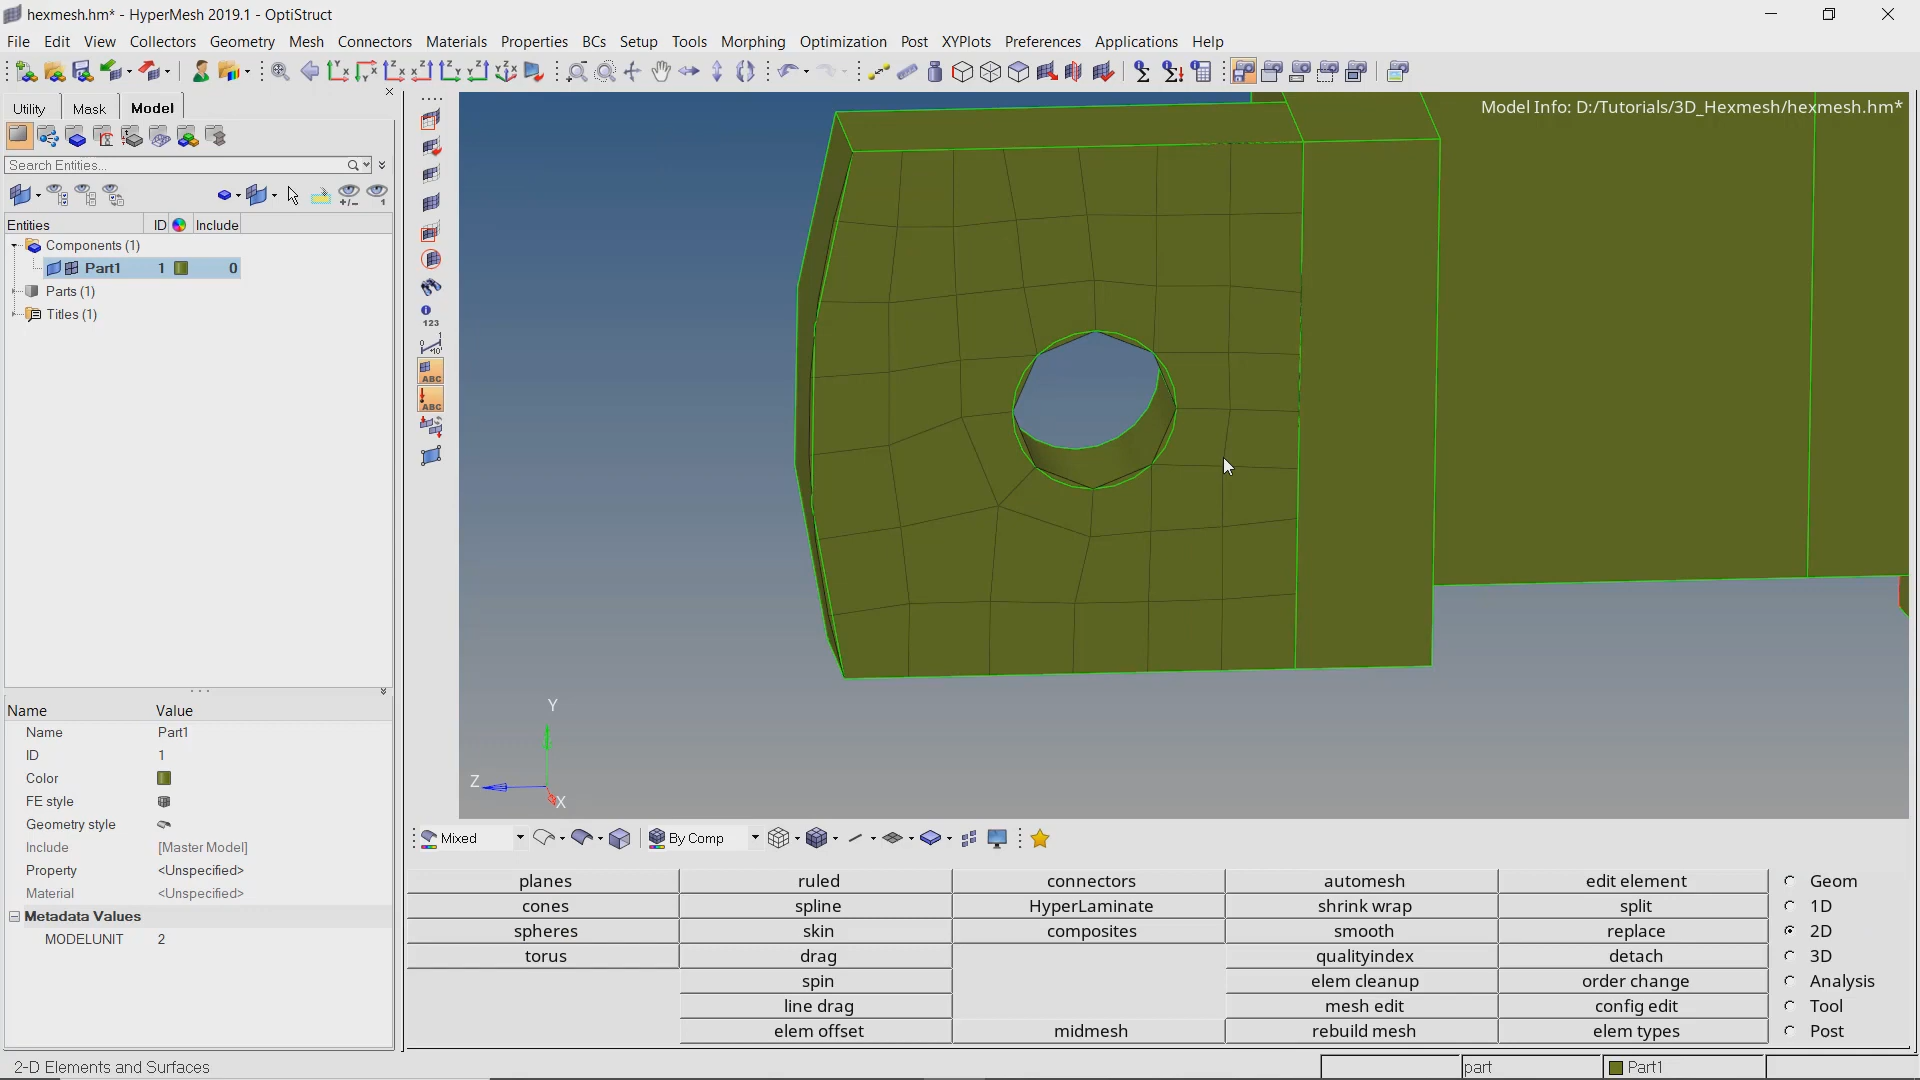 hexmesh.hm* - HyperMesh 2019.1 - OptiStruct
File Edit View Collectors Geometry Mesh Connectors Materials Properties BCs Setup Tools Morphing Optimization Post XYPlots Preferences Applications Help
Utility Mask Model
Model Info: D:/Tutorials/3D_Hexmesh/hexmesh.hm*
Search Entities...
Entities ID Include
Components (1)
Part1 1 0
Parts (1)
Titles (1)
123
ABC
ABC
Name Value
Name Part1
ID 1
Color
FE style
Geometry style
Include [Master Model]
Property <Unspecified>
Material <Unspecified>
Metadata Values
MODELUNIT 2
Y
Z
X
Mixed By Comp
planes ruled connectors automesh edit element Geom
cones spline HyperLaminate shrink wrap split 1D
spheres skin composites smooth replace 2D
torus drag qualityindex detach 3D
spin elem cleanup order change Analysis
line drag mesh edit config edit Tool
elem offset midmesh rebuild mesh elem types Post
2-D Elements and Surfaces part Part1